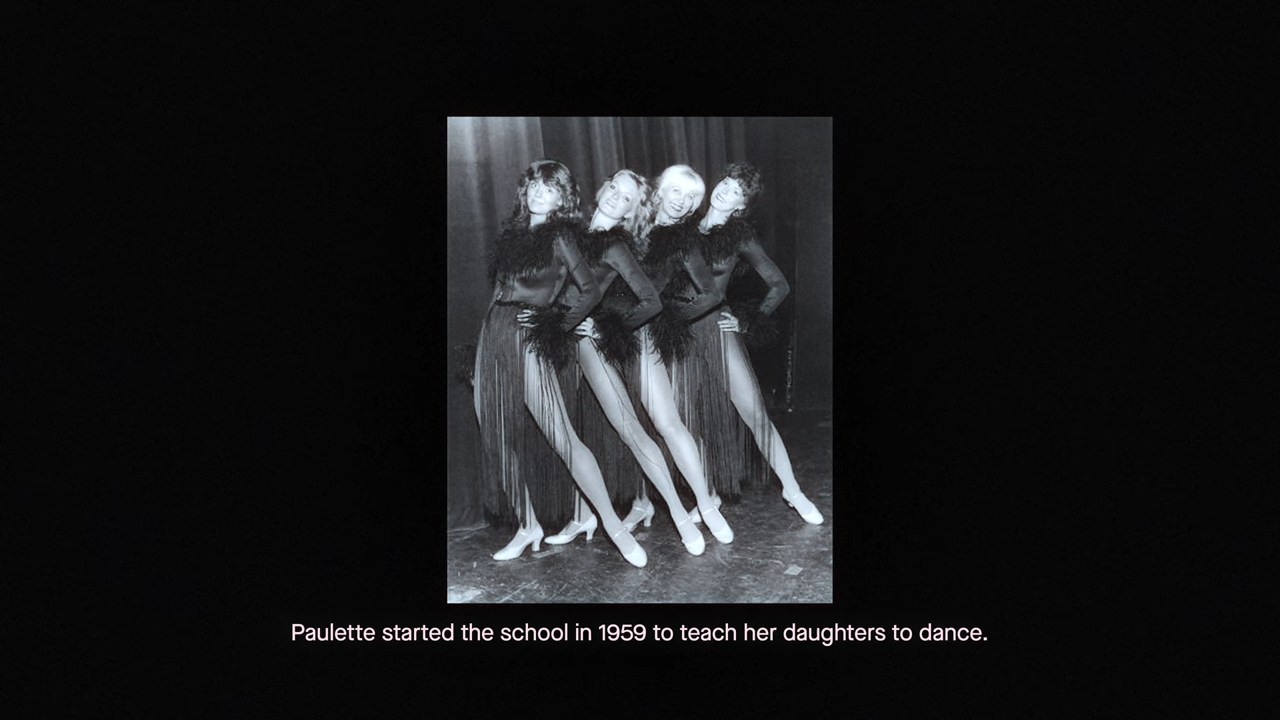 Paulette started the school in 1959 to teach her daughters to dance.